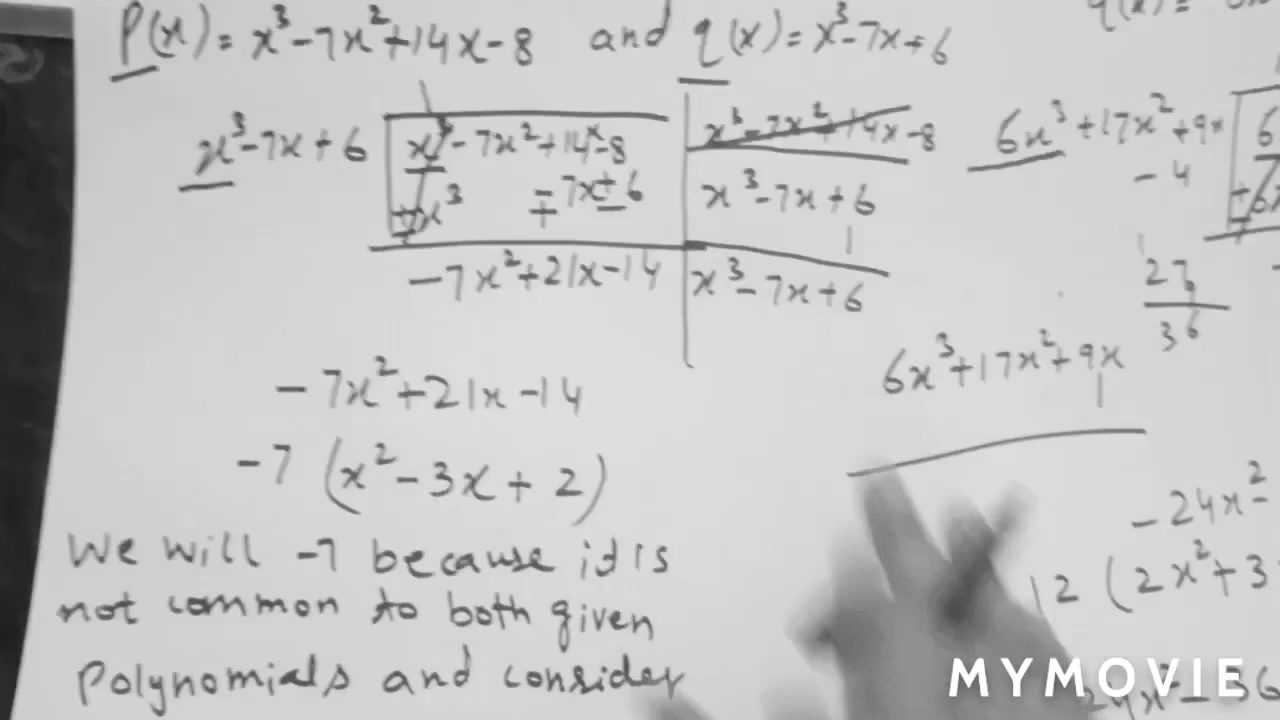 P(x) = x³-7x²+14x-8 and q(x) = x³-7x+6
x³-7x+6
x³-7x²+14x-8
x³-7x²+14x-8
±x³ ∓7x±6
x³-7x+6
1
-7x²+21x-14
x³-7x+6
-7x²+21x-14
-7 (x²-3x+2)
We will -7 because it is
not common to both given
polynomials and consider
6x³+17x²+9x
-4
27
36
6x³+17x²+9x
-24x²-
12 (2x²+3
MYMOVIE